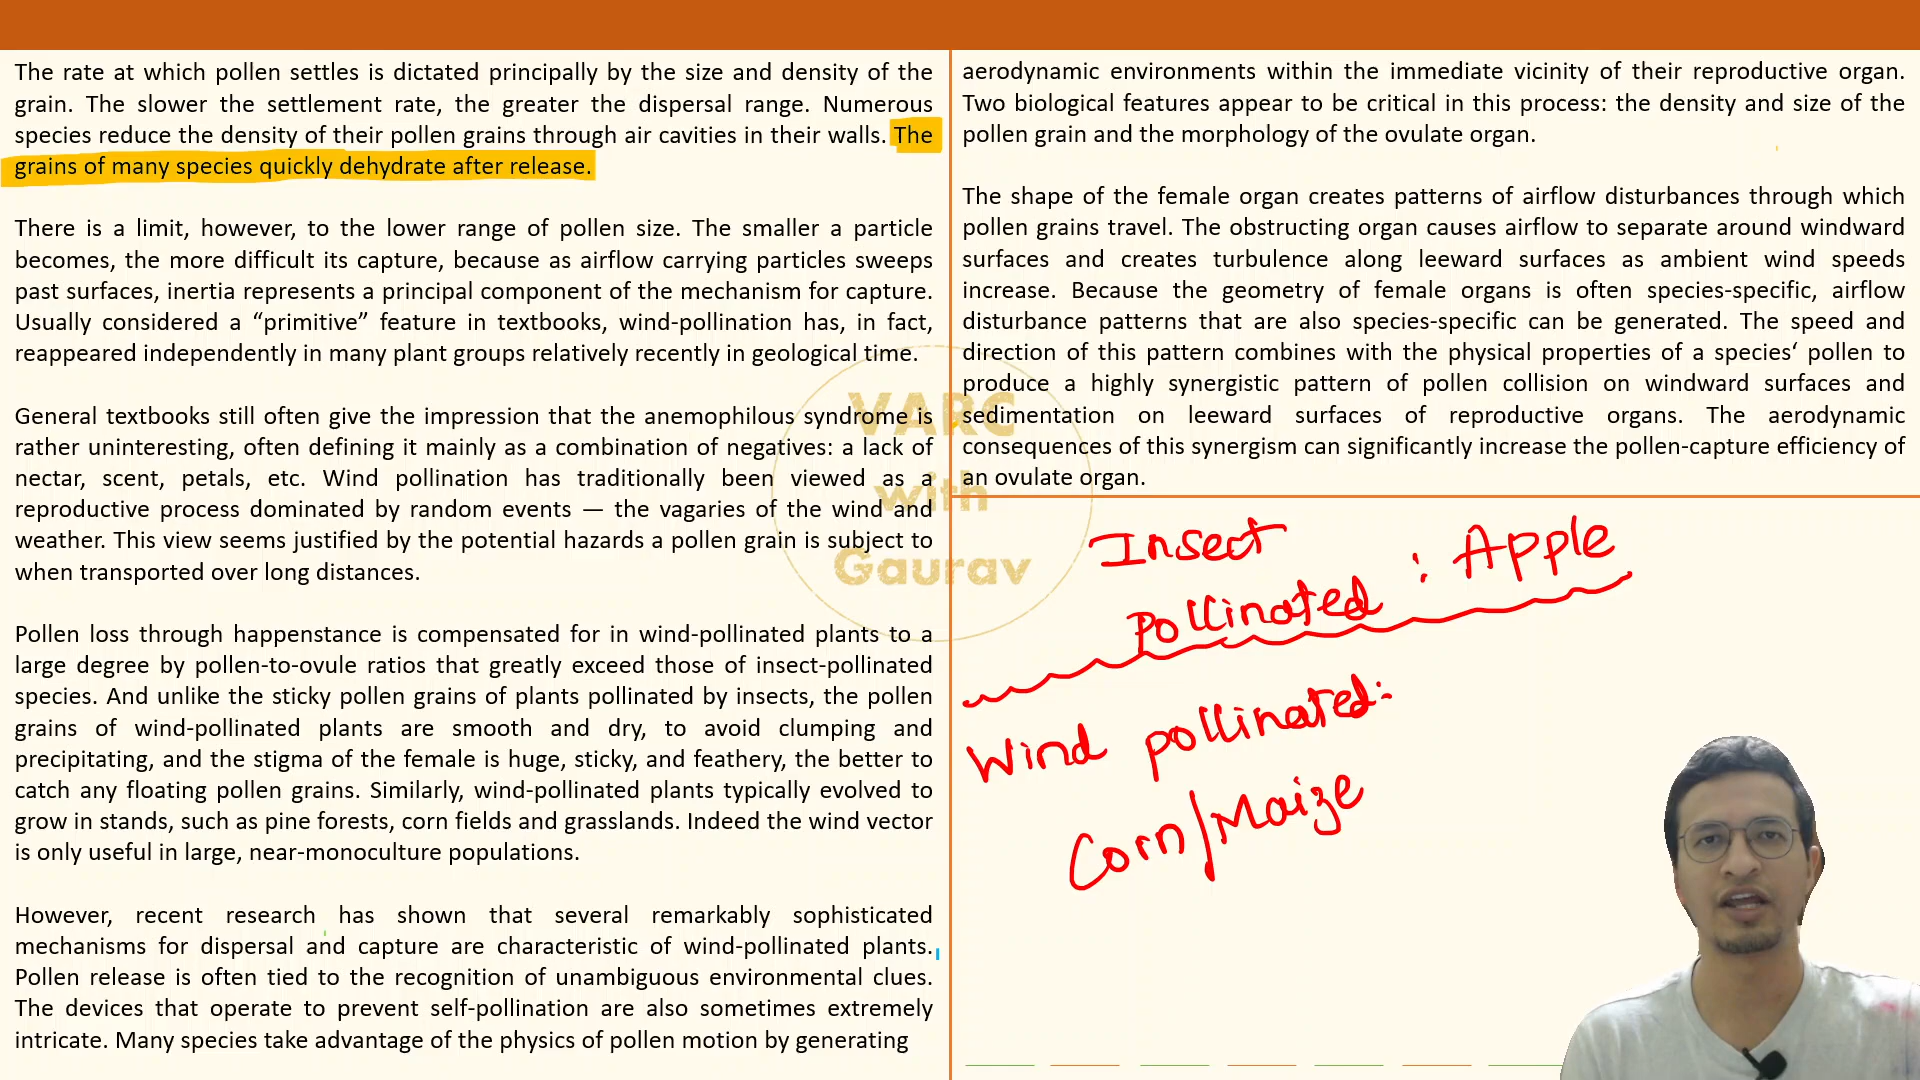 The rate at which pollen settles is dictated principally by the size and density of the
grain. The slower the settlement rate, the greater the dispersal range. Numerous
species reduce the density of their pollen grains through air cavities in their walls. The
grains of many species quickly dehydrate after release.
There is a limit, however, to the lower range of pollen size. The smaller a particle
becomes, the more difficult its capture, because as airflow carrying particles sweeps
past surfaces, inertia represents a principal component of the mechanism for capture.
Usually considered a “primitive” feature in textbooks, wind-pollination has, in fact,
reappeared independently in many plant groups relatively recently in geological time.
General textbooks still often give the impression that the anemophilous syndrome is
rather uninteresting, often defining it mainly as a combination of negatives: a lack of
nectar, scent, petals, etc. Wind pollination has traditionally been viewed as a
reproductive process dominated by random events — the vagaries of the wind and
weather. This view seems justified by the potential hazards a pollen grain is subject to
when transported over long distances.
Pollen loss through happenstance is compensated for in wind-pollinated plants to a
large degree by pollen-to-ovule ratios that greatly exceed those of insect-pollinated
species. And unlike the sticky pollen grains of plants pollinated by insects, the pollen
grains of wind-pollinated plants are smooth and dry, to avoid clumping and
precipitating, and the stigma of the female is huge, sticky, and feathery, the better to
catch any floating pollen grains. Similarly, wind-pollinated plants typically evolved to
grow in stands, such as pine forests, corn fields and grasslands. Indeed the wind vector
is only useful in large, near-monoculture populations.
However, recent research has shown that several remarkably sophisticated
mechanisms for dispersal and capture are characteristic of wind-pollinated plants.
Pollen release is often tied to the recognition of unambiguous environmental clues.
The devices that operate to prevent self-pollination are also sometimes extremely
intricate. Many species take advantage of the physics of pollen motion by generating
aerodynamic environments within the immediate vicinity of their reproductive organ.
Two biological features appear to be critical in this process: the density and size of the
pollen grain and the morphology of the ovulate organ.
The shape of the female organ creates patterns of airflow disturbances through which
pollen grains travel. The obstructing organ causes airflow to separate around windward
surfaces and creates turbulence along leeward surfaces as ambient wind speeds
increase. Because the geometry of female organs is often species-specific, airflow
disturbance patterns that are also species-specific can be generated. The speed and
direction of this pattern combines with the physical properties of a species‘ pollen to
produce a highly synergistic pattern of pollen collision on windward surfaces and
sedimentation on leeward surfaces of reproductive organs. The aerodynamic
consequences of this synergism can significantly increase the pollen-capture efficiency of
an ovulate organ.
VARC
with
Gaurav
Insect
Pollinated : Apple
Wind pollinated:
Corn/Maize